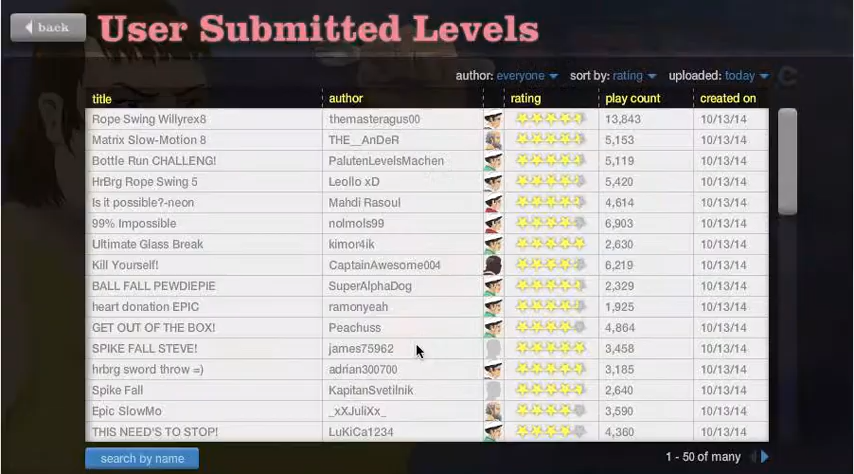 back
User Submitted Levels
author: everyone sort by: rating uploaded: today
title author rating play count created on
Rope Swing Willyrex8 themasteragus00 13,843 10/13/14
Matrix Slow-Motion 8 THE__AnDeR 5,153 10/13/14
Bottle Run CHALLENG! PalutenLevelsMachen 5,119 10/13/14
HrBrg Rope Swing 5 Leollo xD 5,420 10/13/14
Is it possible?-neon Mahdi Rasoul 4,614 10/13/14
99% Impossible nolmols99 6,903 10/13/14
Ultimate Glass Break kimor4ik 2,630 10/13/14
Kill Yourself! CaptainAwesome004 6,219 10/13/14
BALL FALL PEWDIEPIE SuperAlphaDog 2,329 10/13/14
heart donation EPIC ramonyeah 1,925 10/13/14
GET OUT OF THE BOX! Peachuss 4,864 10/13/14
SPIKE FALL STEVE! james75962 3,458 10/13/14
hrbrg sword throw =) adrian300700 3,185 10/13/14
Spike Fall KapitanSvetilnik 2,640 10/13/14
Epic SlowMo _xXJuliXx_ 3,590 10/13/14
THIS NEED'S TO STOP! LuKiCa1234 4,360 10/13/14
search by name 1 - 50 of many